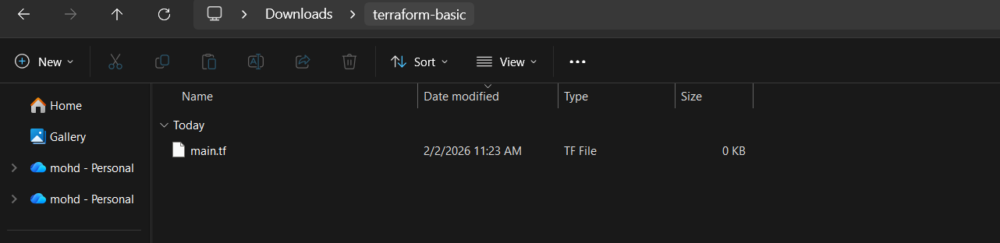 Downloads > terraform-basic
New Sort View
Name Date modified Type Size
Home
Today
Gallery
main.tf 2/2/2026 11:23 AM TF File 0 KB
mohd - Personal
mohd - Personal